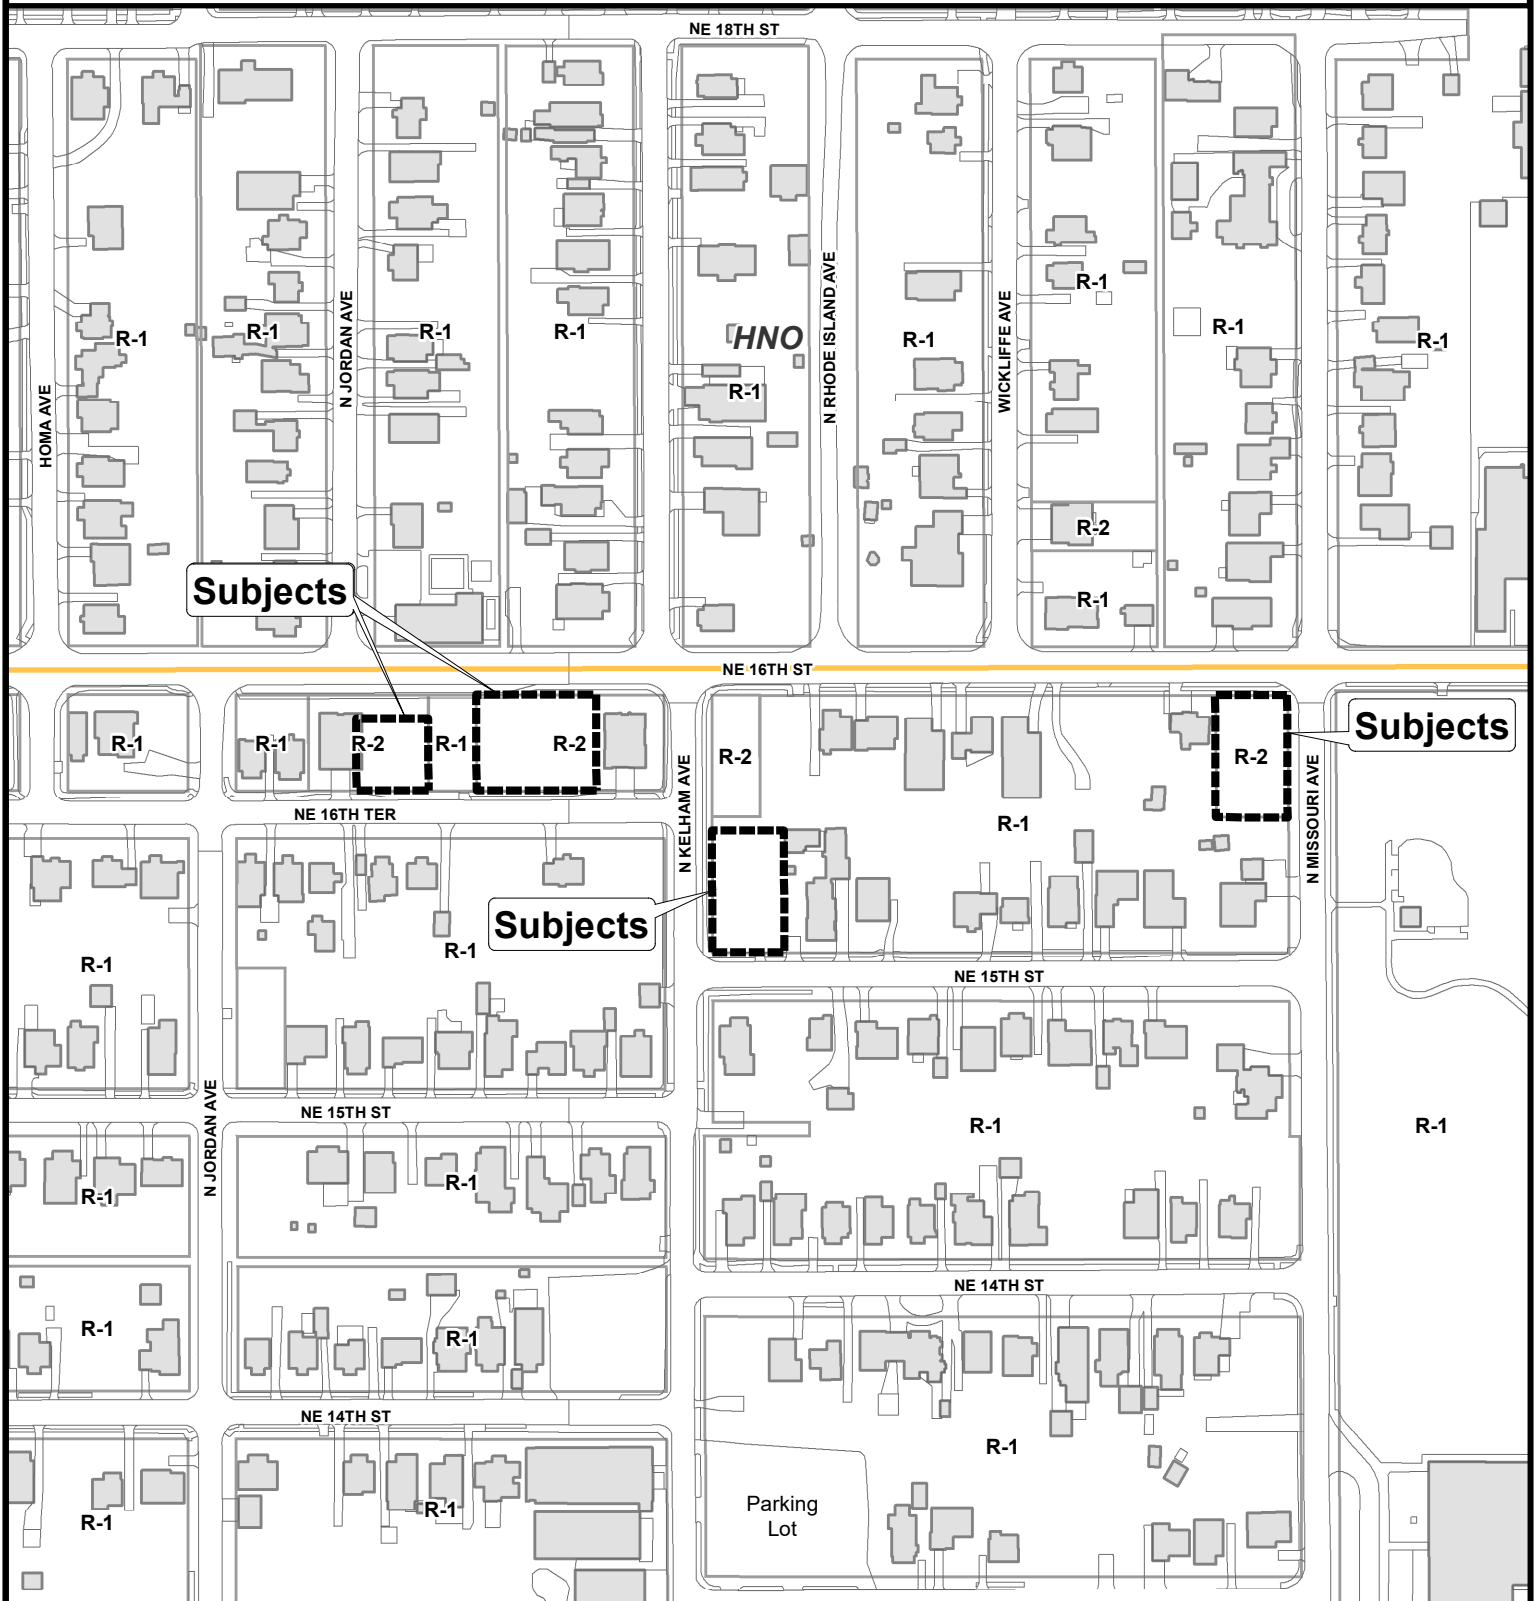 NE 18TH ST
HOMA AVE
R-1
R-1
N JORDAN AVE
R-1
R-1
HNO
R-1
N RHODE ISLAND AVE
R-1
WICKLIFFE AVE
R-1
R-1
R-1
R-2
R-1
Subjects
NE 16TH ST
R-1
R-1
R-2
R-1
R-2
R-2
R-2
Subjects
NE 16TH TER
N KELHAM AVE
R-1
N MISSOURI AVE
Subjects
R-1
R-1
NE 15TH ST
N JORDAN AVE
NE 15TH ST
R-1
R-1
R-1
R-1
NE 14TH ST
R-1
R-1
NE 14TH ST
R-1
R-1
R-1
Parking
Lot